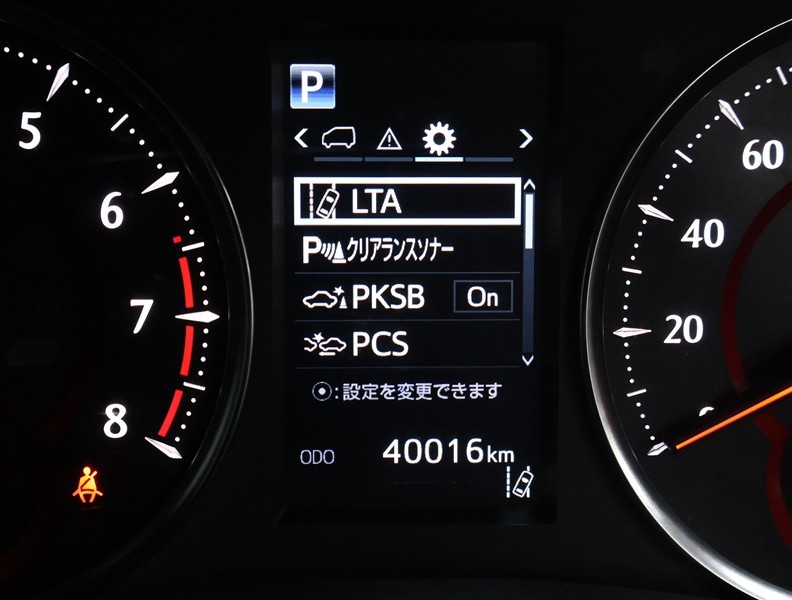 P
LTA
Pクリアランスソナー
PKSB On
PCS
:設定を変更できます
ODO 40016km
5
6
7
8
60
40
20